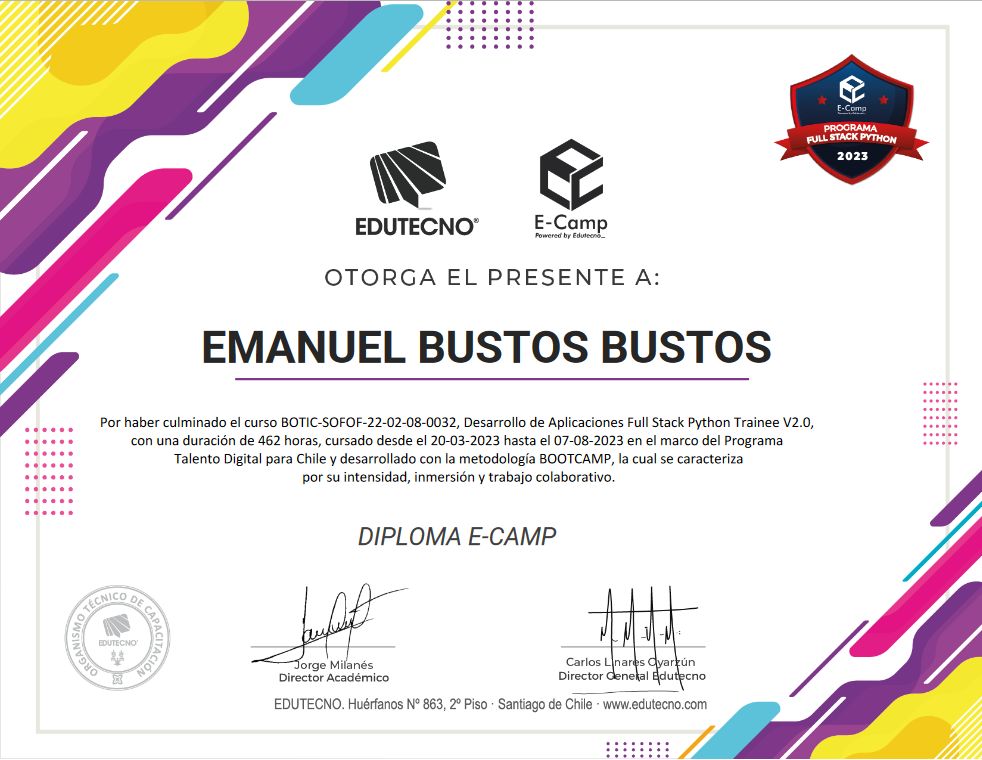 E-Camp
PROGRAMA
FULL STACK PYTHON
2023
EDUTECNO®
E-Camp
Powered by Edutecno_
OTORGA EL PRESENTE A:
EMANUEL BUSTOS BUSTOS
Por haber culminado el curso BOTIC-SOFOF-22-02-08-0032, Desarrollo de Aplicaciones Full Stack Python Trainee V2.0,
con una duración de 462 horas, cursado desde el 20-03-2023 hasta el 07-08-2023 en el marco del Programa
Talento Digital para Chile y desarrollado con la metodología BOOTCAMP, la cual se caracteriza
por su intensidad, inmersión y trabajo colaborativo.
DIPLOMA E-CAMP
ORGANISMO TÉCNICO DE CAPACITACIÓN
EDUTECNO
Jorge Milanés
Director Académico
Carlos Linares Oyarzún
Director General Edutecno
EDUTECNO. Huérfanos Nº 863, 2º Piso · Santiago de Chile · www.edutecno.com